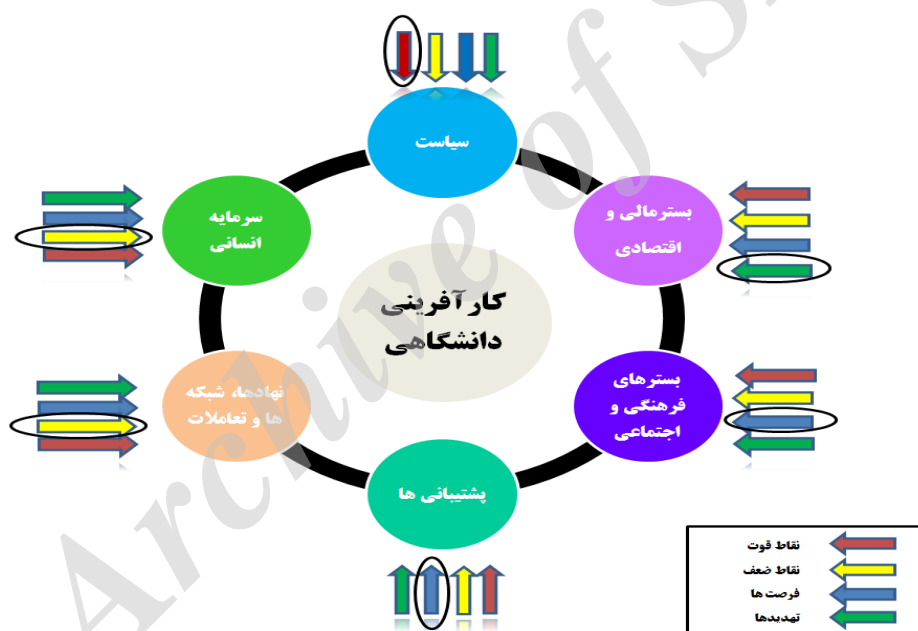 سیاست
بسترمالی و
اقتصادی
بسترهای
فرهنگی و
اجتماعی
پشتیبانی ها
نهادها، شبکه
ها و تعاملات
سرمایه
انسانی
کارآفرینی
دانشگاهی
نقاط قوت
نقاط ضعف
فرصت ها
تهدیدها
Archive of S